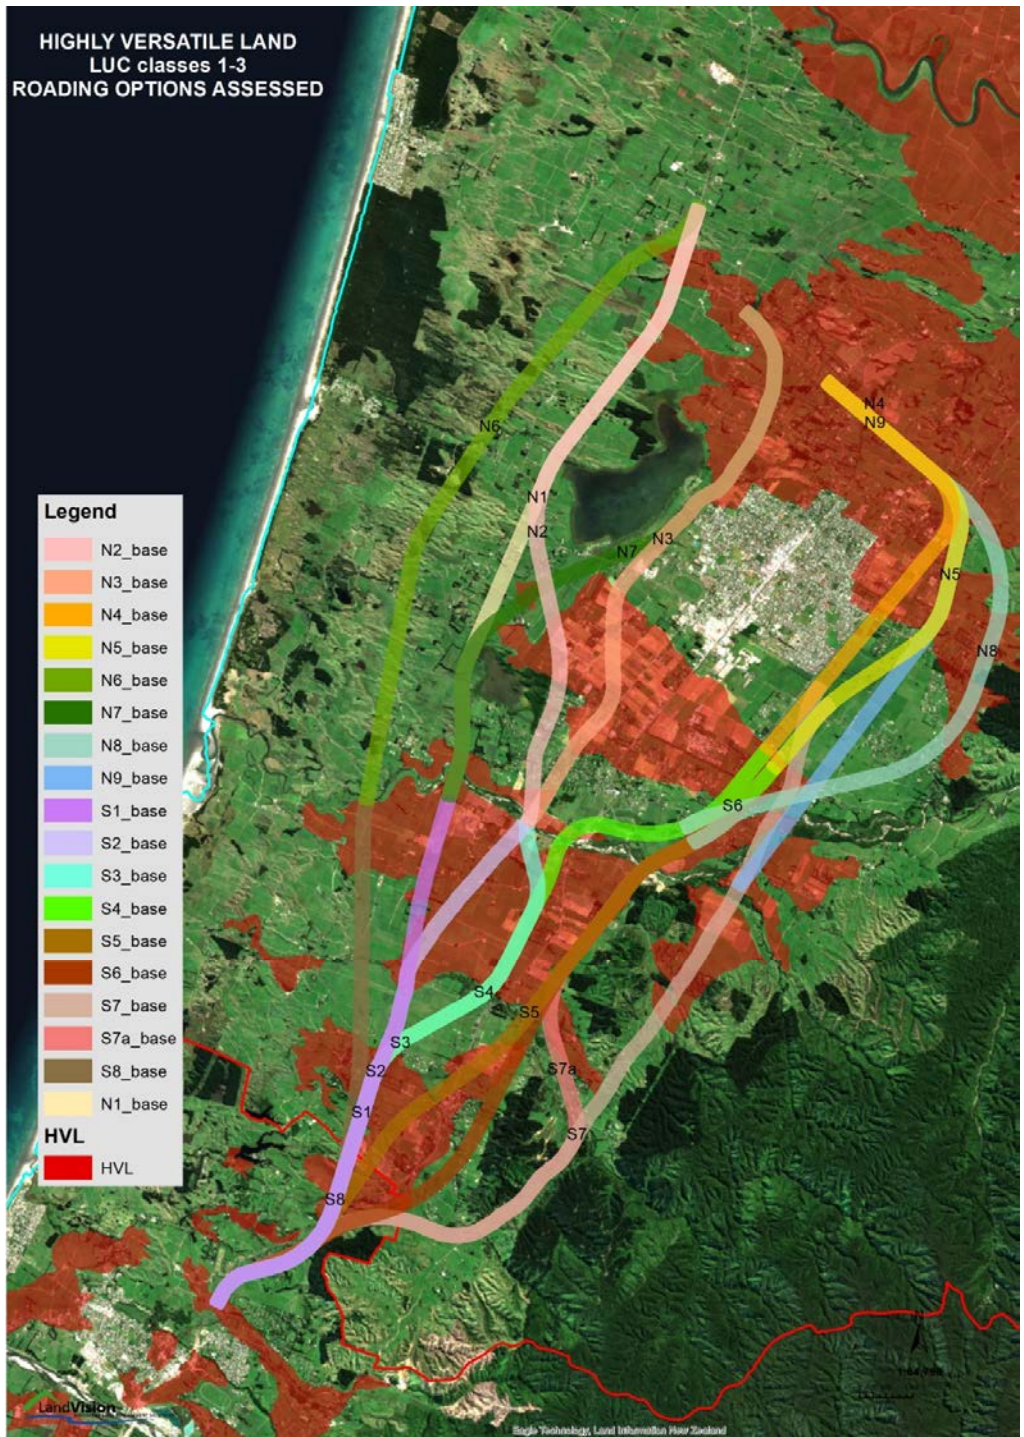 HIGHLY VERSATILE LAND
LUC classes 1-3
ROADING OPTIONS ASSESSED
N4
N9
N6
N1
N2
N3
N7
N5
N8
Legend
N2_base
N3_base
N4_base
N5_base
N6_base
N7_base
N8_base
N9_base
S1_base
S2_base
S3_base
S4_base
S5_base
S6_base
S7_base
S7a_base
S8_base
N1_base
HVL
HVL
S6
S4
S5
S3
S2
S7a
S1
S7
S8
LandVision
Eagle Technology, Land Information New Zealand